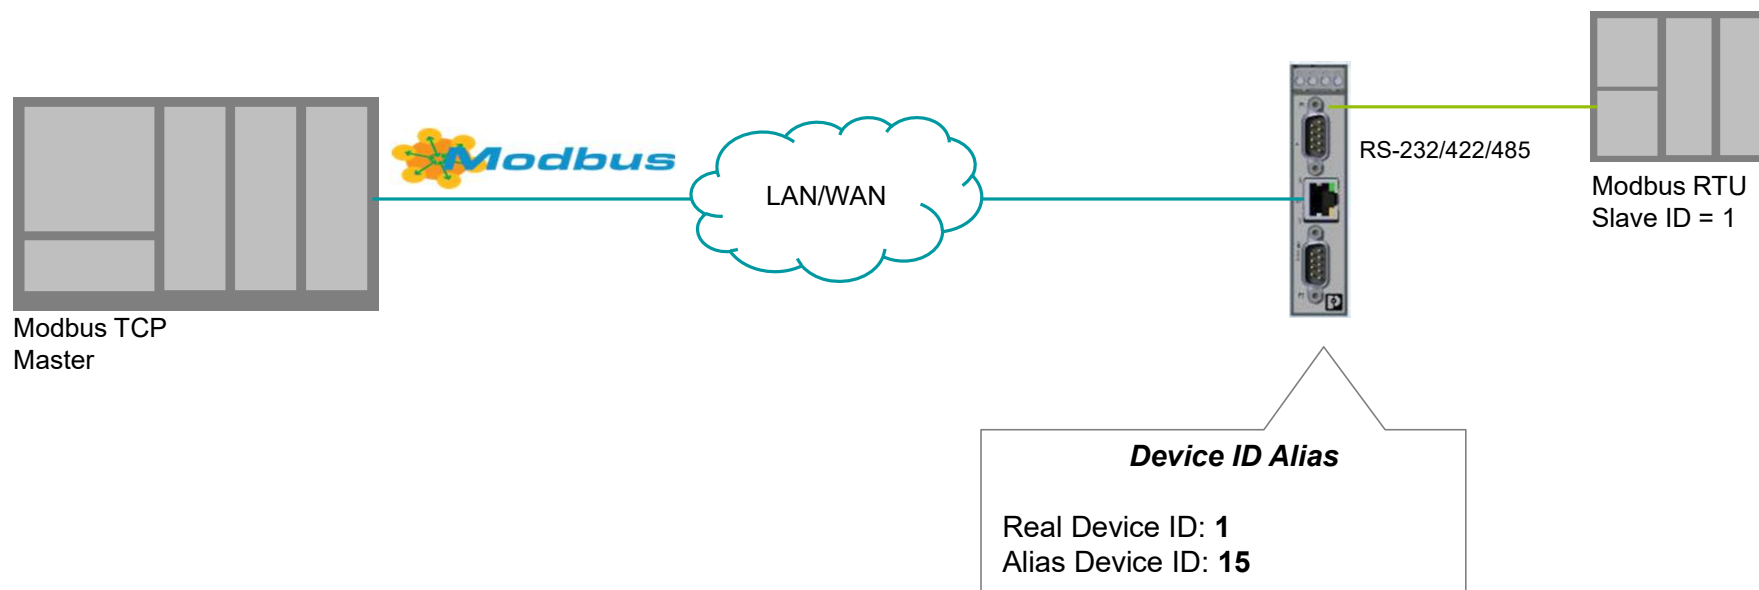 Modbus
LAN/WAN
RS-232/422/485
Modbus RTU
Slave ID = 1
Modbus TCP
Master
Device ID Alias
Real Device ID: 1
Alias Device ID: 15